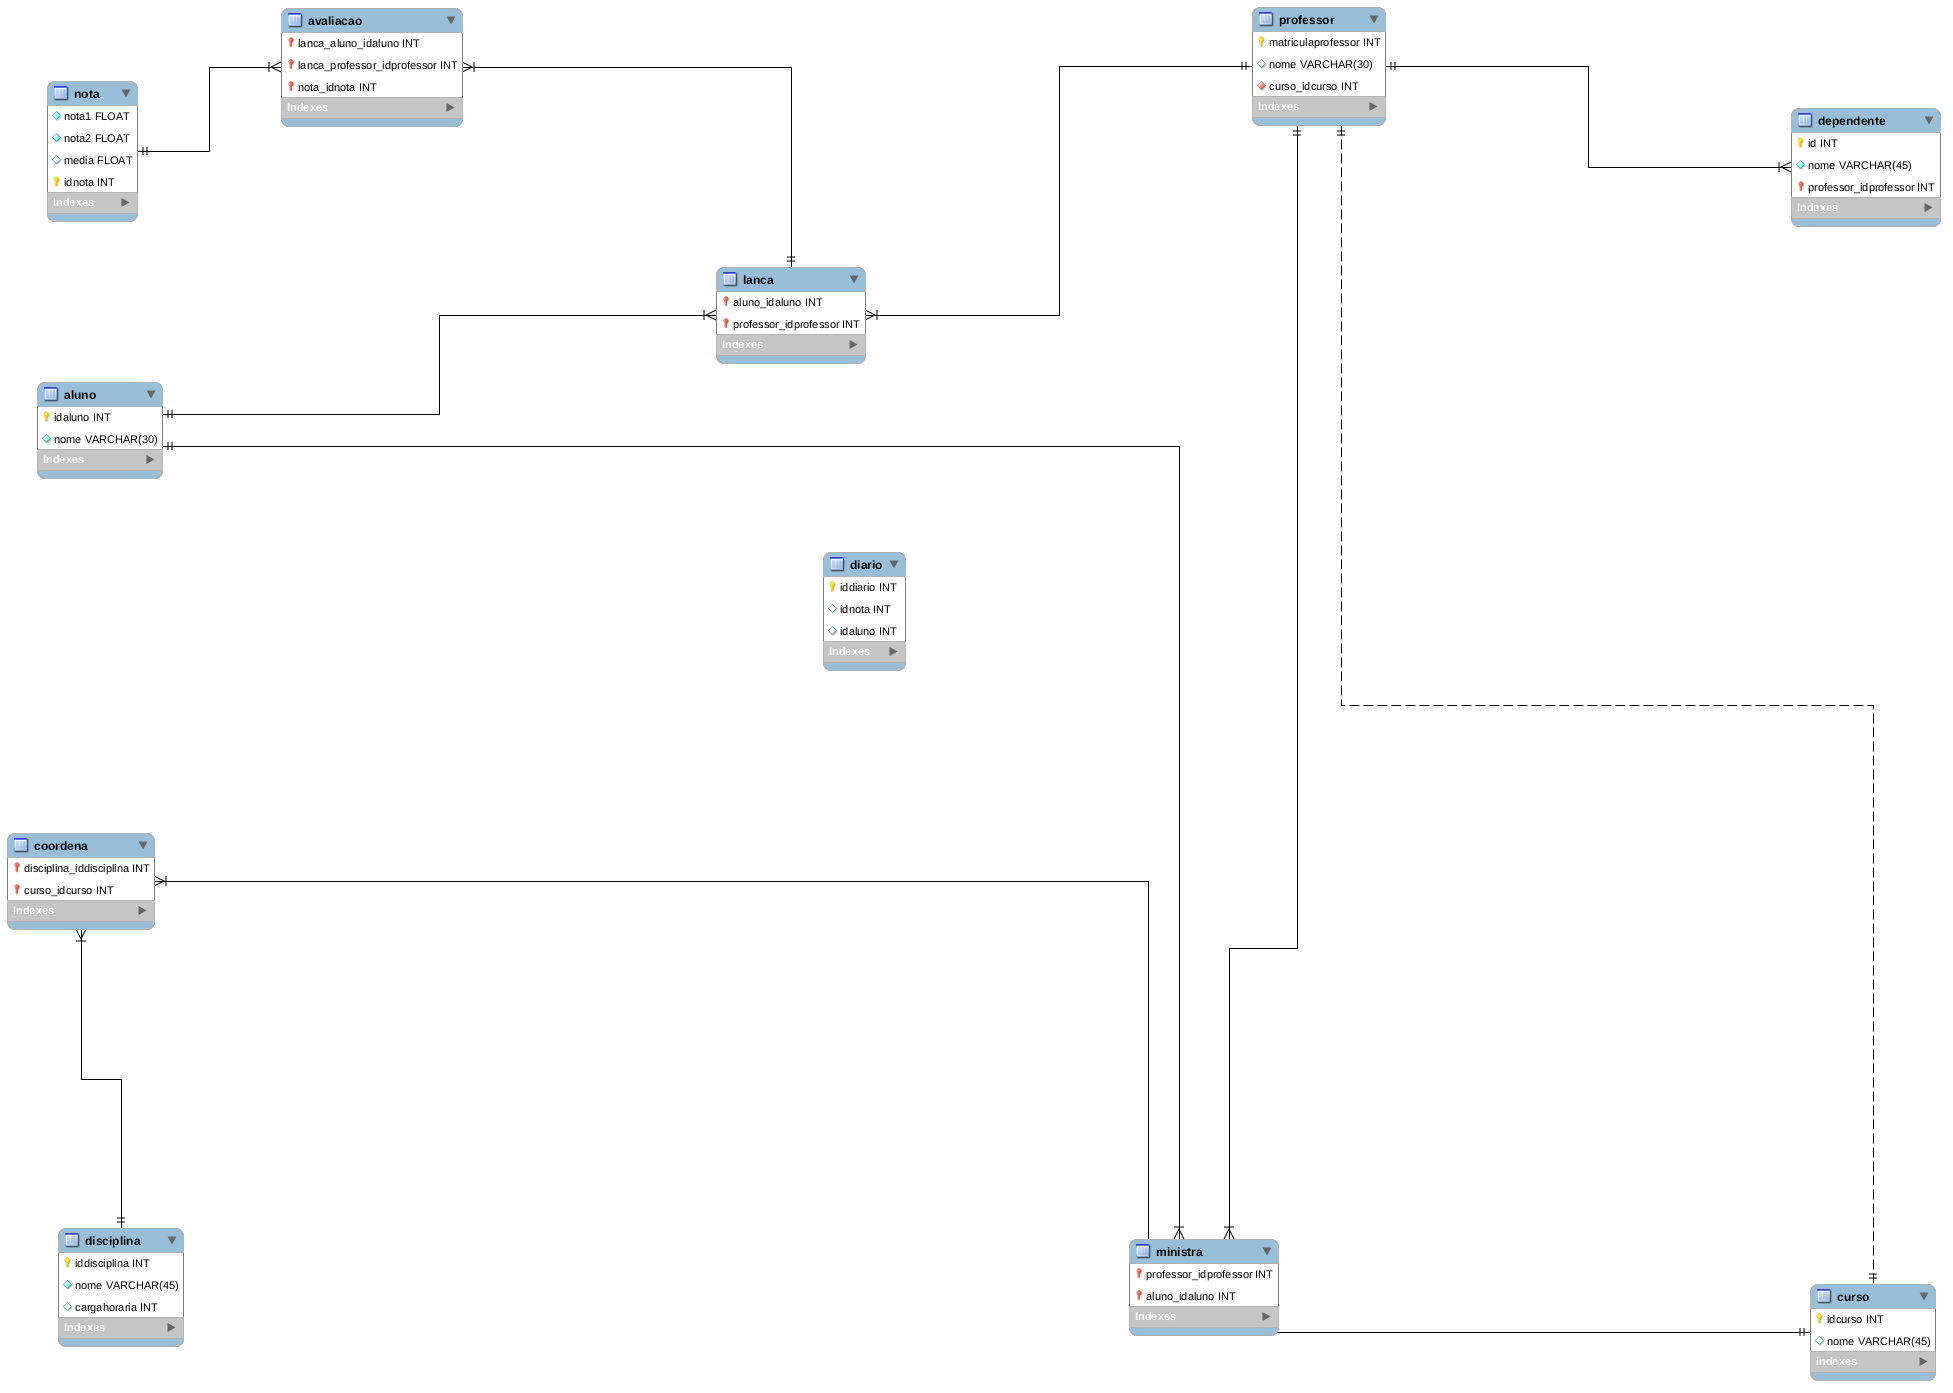 avaliacao
lanca_aluno_idaluno INT
lanca_professor_idprofessor INT
nota_idnota INT
Indexes
professor
matriculaprofessor INT
nome VARCHAR(30)
curso_idcurso INT
Indexes
nota
nota1 FLOAT
nota2 FLOAT
media FLOAT
idnota INT
Indexes
dependente
id INT
nome VARCHAR(45)
professor_idprofessor INT
Indexes
lanca
aluno_idaluno INT
professor_idprofessor INT
Indexes
aluno
idaluno INT
nome VARCHAR(30)
Indexes
diario
iddiario INT
idnota INT
idaluno INT
Indexes
coordena
disciplina_iddisciplina INT
curso_idcurso INT
Indexes
disciplina
iddisciplina INT
nome VARCHAR(45)
cargahoraria INT
Indexes
ministra
professor_idprofessor INT
aluno_idaluno INT
Indexes
curso
idcurso INT
nome VARCHAR(45)
Indexes